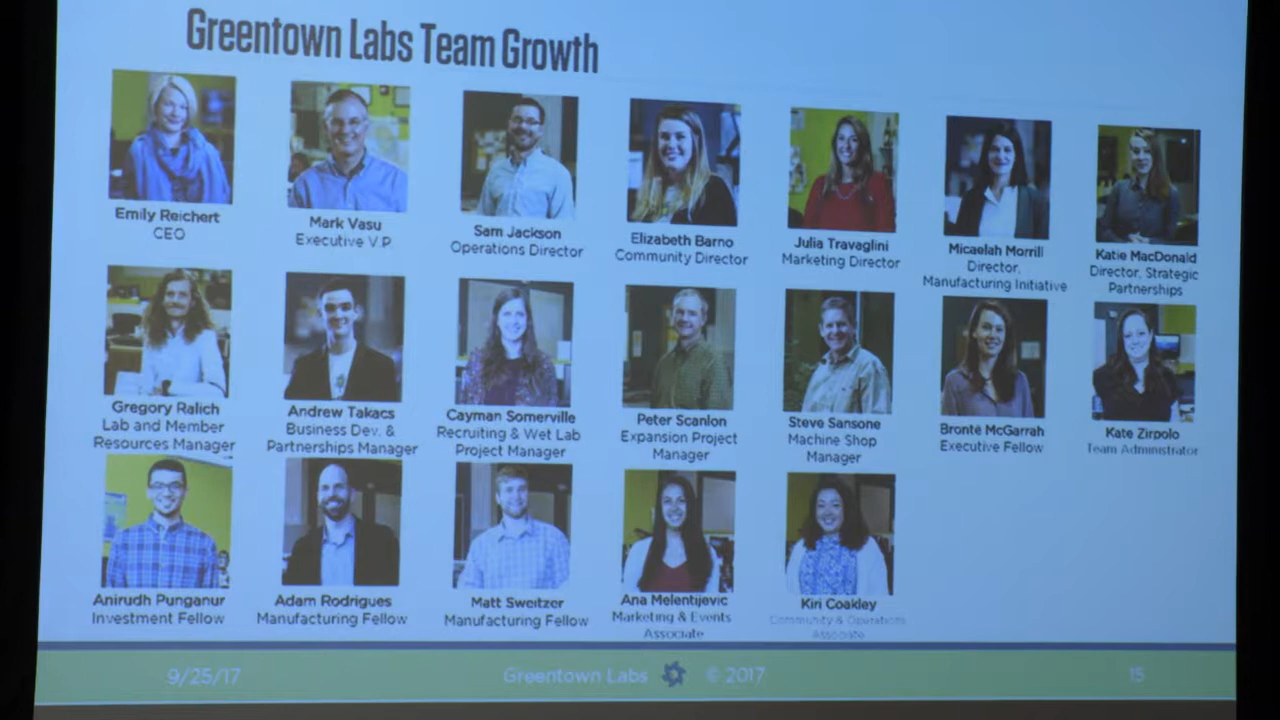 Greentown Labs Team Growth
Emily Reichert
CEO
Mark Vasu
Executive V.P.
Sam Jackson
Operations Director
Elizabeth Barno
Community Director
Julia Travaglini
Marketing Director
Micaelah Morrill
Director,
Manufacturing Initiative
Katie MacDonald
Director, Strategic
Partnerships
Gregory Ralich
Lab and Member
Resources Manager
Andrew Takacs
Business Dev. &
Partnerships Manager
Cayman Somerville
Recruiting & Wet Lab
Project Manager
Peter Scanlon
Expansion Project
Manager
Steve Sansone
Machine Shop
Manager
Bronte McGarrah
Executive Fellow
Kate Zirpolo
Team Administrator
Anirudh Punganur
Investment Fellow
Adam Rodrigues
Manufacturing Fellow
Matt Sweitzer
Manufacturing Fellow
Ana Melentijevic
Marketing & Events
Associate
Kiri Coakley
Community & Operations
Associate
9/25/17
Greentown Labs © 2017
15